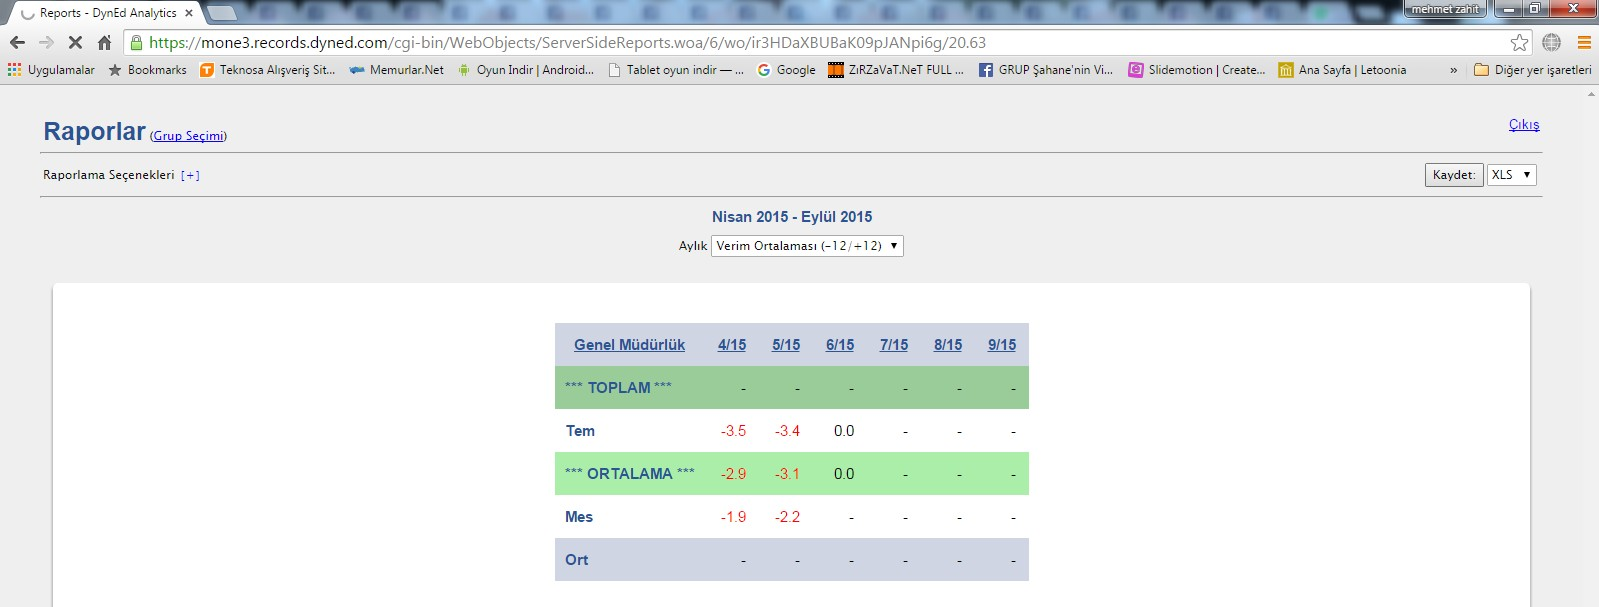 Reports - DynEd Analytics
mehmet zahit
https://mone3.records.dyned.com/cgi-bin/WebObjects/ServerSideReports.woa/6/wo/ir3HDaXBUBaK09pJANpi6g/20.63
Uygulamalar Bookmarks Teknosa Alışveriş Sit... Memurlar.Net Oyun Indir | Android... Tablet oyun indir — ... Google ZıRZaVaT.NeT FULL ... GRUP Şahane'nin Vi... Slidemotion | Create... Ana Sayfa | Letoonia » Diğer yer işaretleri
Raporlar (Grup Seçimi) Çıkış
Raporlama Seçenekleri [+] Kaydet: XLS
Nisan 2015 - Eylül 2015
Aylık Verim Ortalaması (-12/+12)
Genel Müdürlük 4/15 5/15 6/15 7/15 8/15 9/15
*** TOPLAM *** - - - - - -
Tem -3.5 -3.4 0.0 - - -
*** ORTALAMA *** -2.9 -3.1 0.0 - - -
Mes -1.9 -2.2 - - - -
Ort - - - - - -